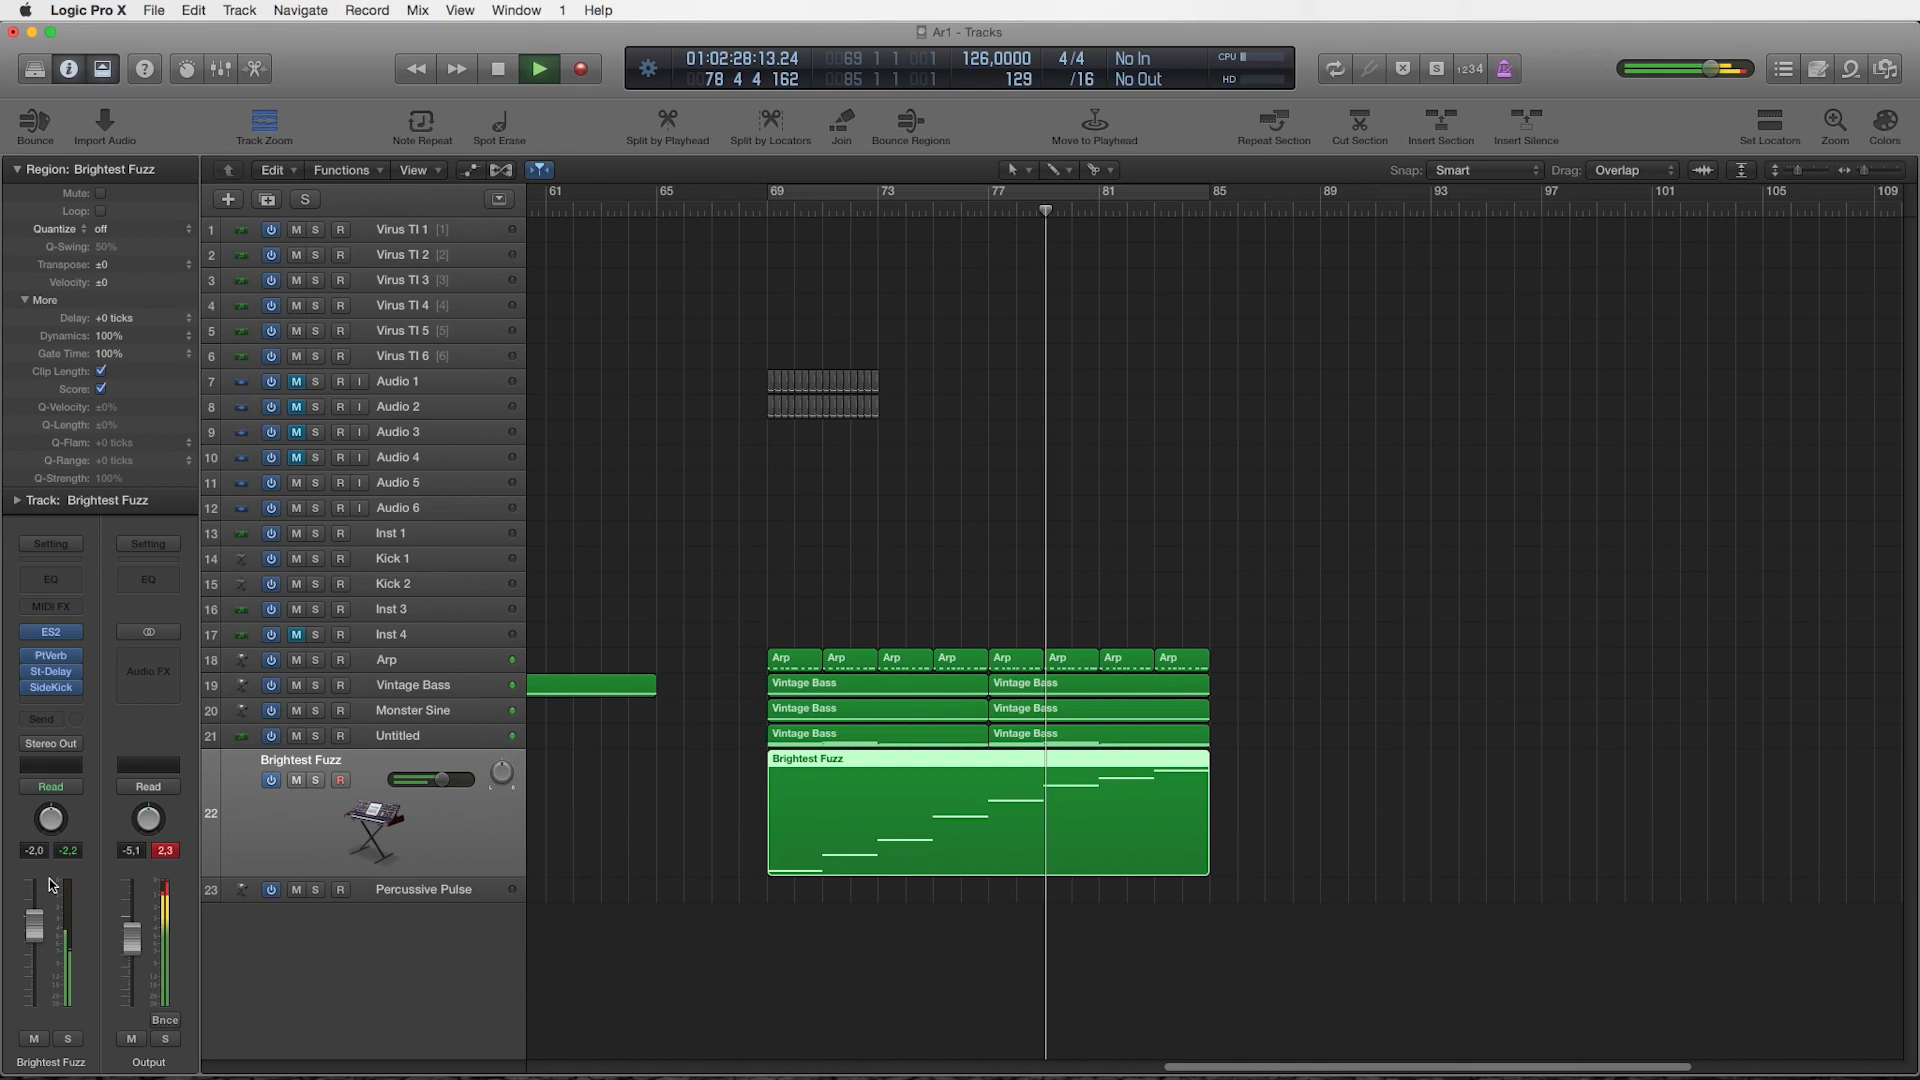 Logic Pro X File Edit Track Navigate Record Mix View Window 1 Help
Ar1 - Tracks
01:02:28:13.24 0069 1 1 001 126,0000 4/4 No In CPU
0078 4 4 162 0085 1 1 001 129 /16 No Out HD
S 1234
Bounce Import Audio Track Zoom Note Repeat Spot Erase Split by Playhead Split by Locators Join Bounce Regions Move to Playhead Repeat Section Cut Section Insert Section Insert Silence Set Locators Zoom Colors
Region: Brightest Fuzz
Edit Functions View Snap: Smart Drag: Overlap
61 65 69 73 77 81 85 89 93 97 101 105 109
S
Mute:
Loop:
Quantize off
Q-Swing: 50%
Transpose: ±0
Velocity: ±0
More
Delay: +0 ticks
Dynamics: 100%
Gate Time: 100%
Clip Length:
Score:
Q-Velocity: ±0%
Q-Length: ±0%
Q-Flam: +0 ticks
Q-Range: +0 ticks
Q-Strength: 100%
Track: Brightest Fuzz
1 M S R Virus TI 1 [1]
2 M S R Virus TI 2 [2]
3 M S R Virus TI 3 [3]
4 M S R Virus TI 4 [4]
5 M S R Virus TI 5 [5]
6 M S R Virus TI 6 [6]
7 M S R I Audio 1
8 M S R I Audio 2
9 M S R I Audio 3
10 M S R I Audio 4
11 M S R I Audio 5
12 M S R I Audio 6
13 M S R Inst 1
14 M S R Kick 1
15 M S R Kick 2
16 M S R Inst 3
17 M S R Inst 4
18 M S R Arp Arp Arp Arp Arp Arp Arp Arp Arp
19 M S R Vintage Bass Vintage Bass Vintage Bass
20 M S R Monster Sine Vintage Bass Vintage Bass
21 M S R Untitled Vintage Bass Vintage Bass
Brightest Fuzz Brightest Fuzz
M S R L R
22
23 M S R Percussive Pulse
Setting Setting
EQ EQ
MIDI FX
ES2
PtVerb
St-Delay Audio FX
SideKick
Send
Stereo Out
Read Read
-2,0 -2,2 -5,1 2,3
Bnce
M S M S
Brightest Fuzz Output